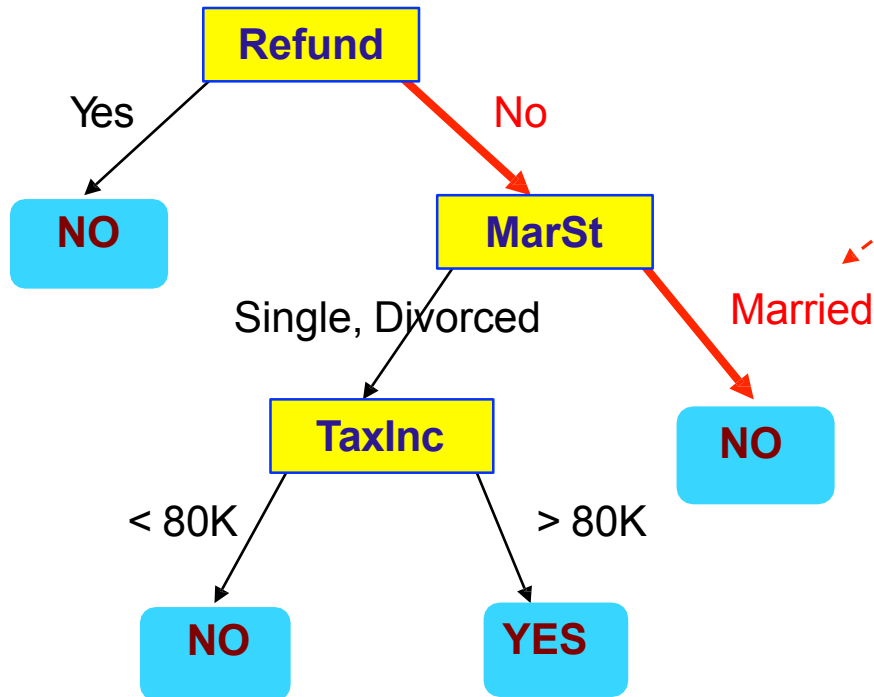 Refund
Yes
No
NO
MarSt
Single, Divorced
Married
TaxInc
NO
< 80K
> 80K
NO
YES